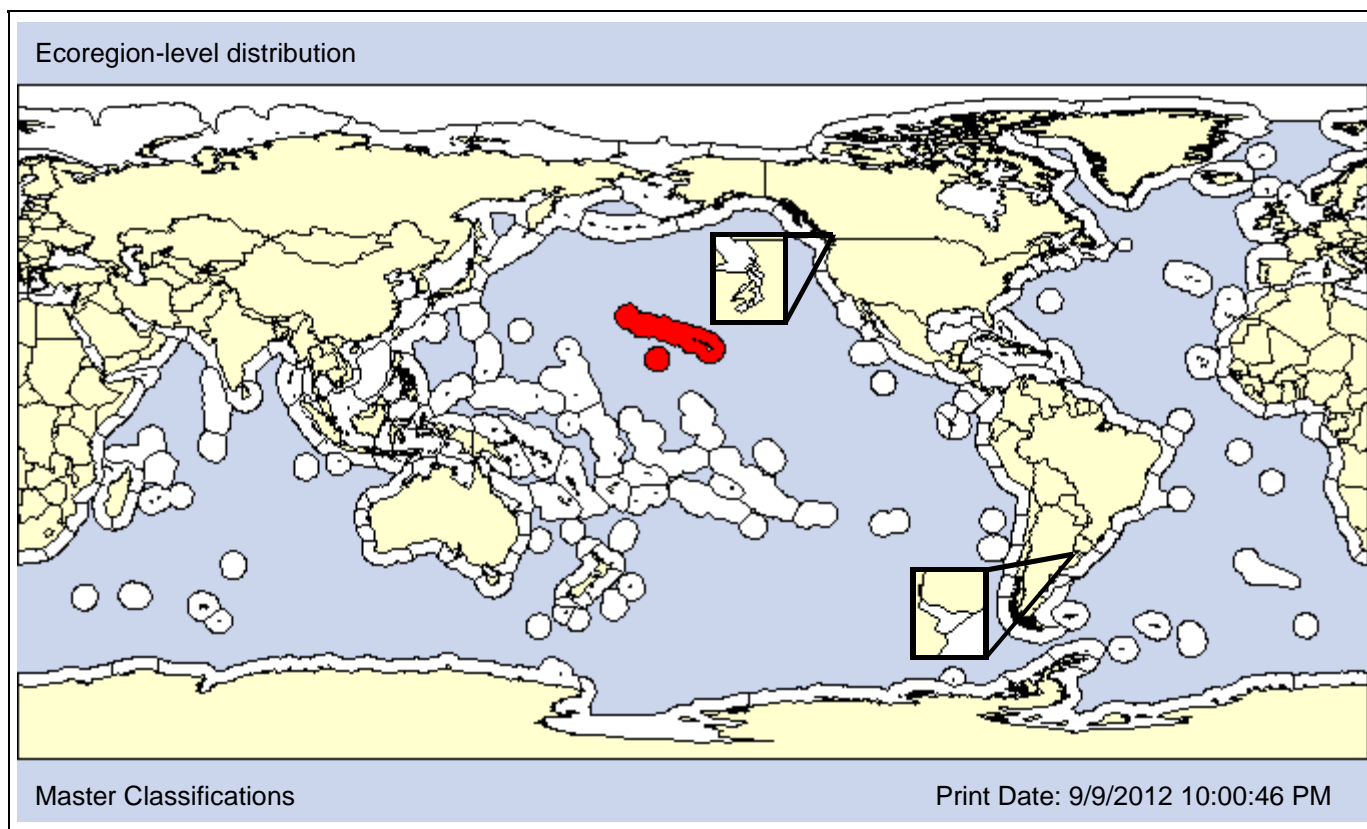 Ecoregion-level distribution
Master Classifications
Print Date: 9/9/2012 10:00:46 PM